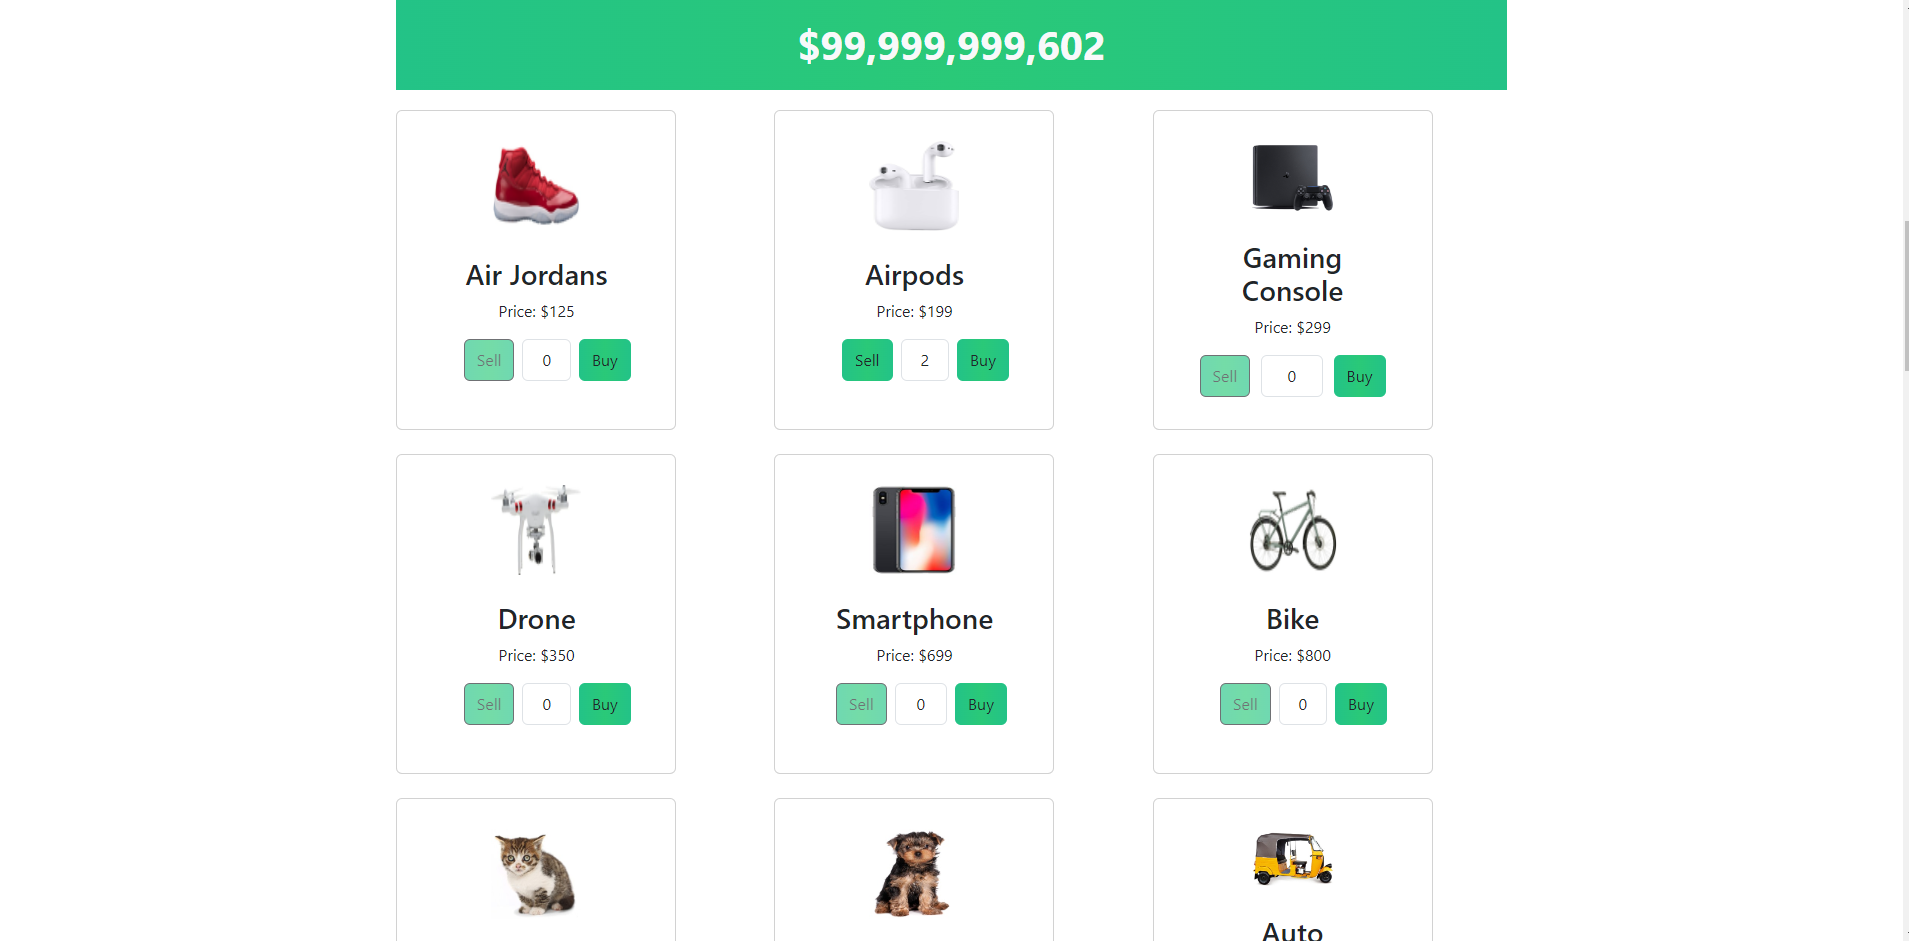 $99,999,999,602
Air Jordans
Price: $125
Sell 0 Buy
Airpods
Price: $199
Sell 2 Buy
Gaming
Console
Price: $299
Sell 0 Buy
Drone
Price: $350
Sell 0 Buy
Smartphone
Price: $699
Sell 0 Buy
Bike
Price: $800
Sell 0 Buy
Auto